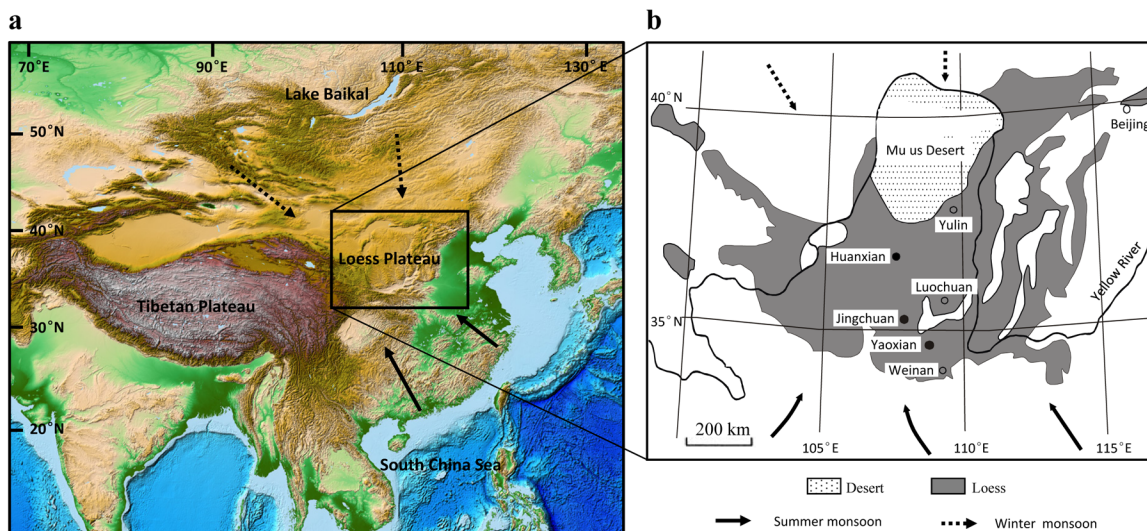 a
70°E
90°E
110°E
130°E
Lake Baikal
50°N
40°N
Loess Plateau
Tibetan Plateau
30°N
20°N
South China Sea
b
40°N
Beijing
Mu us Desert
Yulin
Huanxian
Luochuan
Yellow River
Jingchuan
35°N
Yaoxian
Weinan
200 km
105°E
110°E
115°E
Desert
Loess
Summer monsoon
Winter monsoon